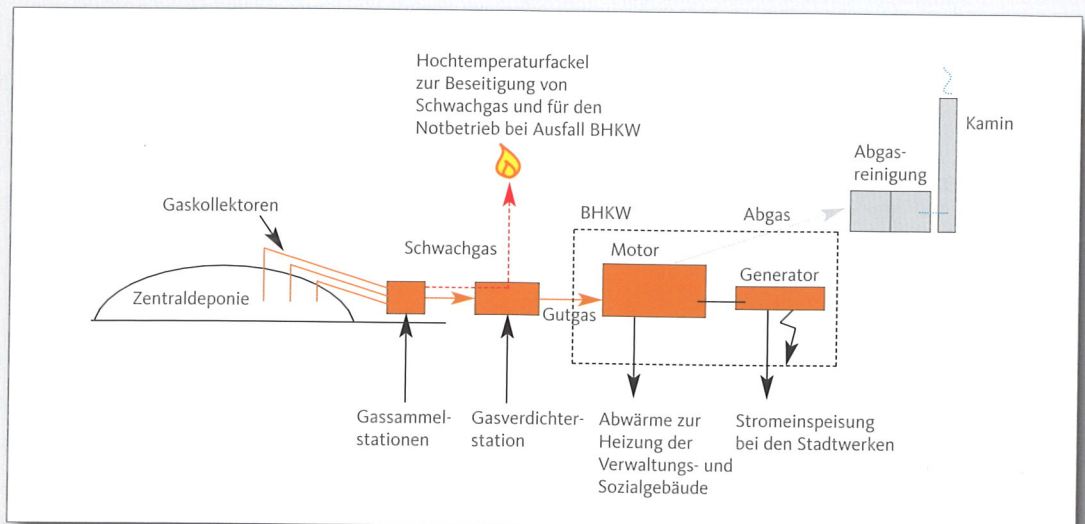 Hochtemperaturfackel
zur Beseitigung von
Schwachgas und für den
Notbetrieb bei Ausfall BHKW
Kamin
Abgas-
reinigung
Gaskollektoren
BHKW
Abgas
Schwachgas
Motor
Generator
Zentraldeponie
Gutgas
Gassammel-
stationen
Gasverdichter-
station
Abwärme zur
Heizung der
Verwaltungs- und
Sozialgebäude
Stromeinspeisung
bei den Stadtwerken